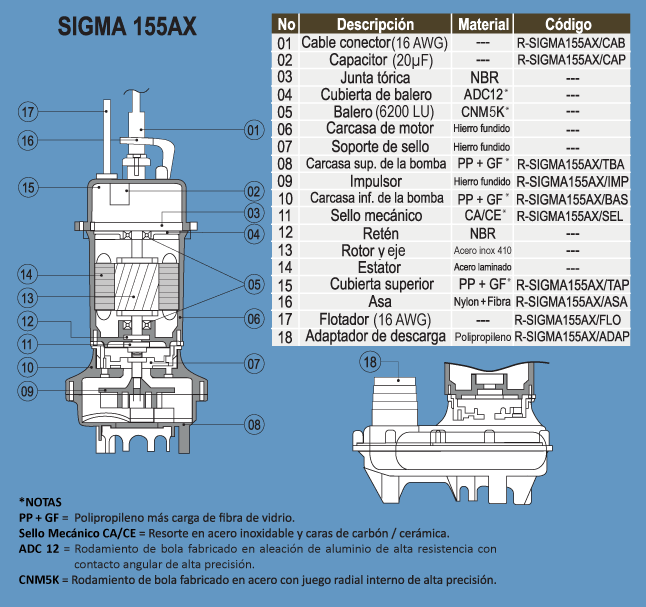 SIGMA 155AX
No Descripción Material Código
01 Cable conector(16 AWG) --- R-SIGMA155AX/CAB
02 Capacitor (20µF) --- R-SIGMA155AX/CAP
03 Junta tórica NBR ---
04 Cubierta de balero ADC12* ---
05 Balero (6200 LU) CNM5K* ---
06 Carcasa de motor Hierro fundido ---
07 Soporte de sello Hierro fundido ---
08 Carcasa sup. de la bomba PP + GF* R-SIGMA155AX/TBA
09 Impulsor Hierro fundido R-SIGMA155AX/IMP
10 Carcasa inf. de la bomba PP + GF* R-SIGMA155AX/BAS
11 Sello mecánico CA/CE* R-SIGMA155AX/SEL
12 Retén NBR ---
13 Rotor y eje Acero inox 410 ---
14 Estator Acero laminado ---
15 Cubierta superior PP + GF* R-SIGMA155AX/TAP
16 Asa Nylon+Fibra R-SIGMA155AX/ASA
17 Flotador (16 AWG) --- R-SIGMA155AX/FLO
18 Adaptador de descarga Polipropileno R-SIGMA155AX/ADAP
17
01
16
15
02
03
04
14
05
13
06
12
11
10
07
09
08
18
*NOTAS
PP + GF = Polipropileno más carga de fibra de vidrio.
Sello Mecánico CA/CE = Resorte en acero inoxidable y caras de carbón / cerámica.
ADC 12 = Rodamiento de bola fabricado en aleación de aluminio de alta resistencia con
contacto angular de alta precisión.
CNM5K = Rodamiento de bola fabricado en acero con juego radial interno de alta precisión.